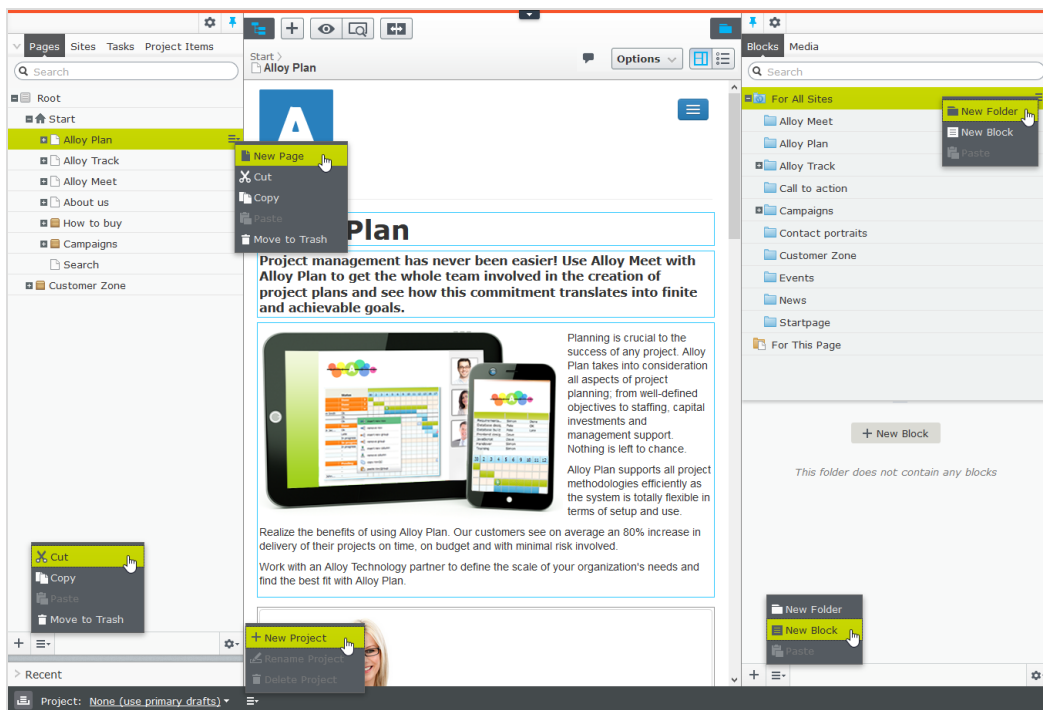 Pages Sites Tasks Project Items
Search
Root
Start
Alloy Plan
Alloy Track
Alloy Meet
About us
How to buy
Campaigns
Search
Customer Zone
New Page
Cut
Copy
Paste
Move to Trash
Cut
Copy
Paste
Move to Trash
Recent
Project: None (use primary drafts)
New Project
Rename Project
Delete Project
Start >
Alloy Plan
Options
A
Plan
Project management has never been easier! Use Alloy Meet with
Alloy Plan to get the whole team involved in the creation of
project plans and see how this commitment translates into finite
and achievable goals.
Planning is crucial to the
success of any project. Alloy
Plan takes into consideration
all aspects of project
planning; from well-defined
objectives to staffing, capital
investments and
management support.
Nothing is left to chance.
Alloy Plan supports all project
methodologies efficiently as
the system is totally flexible in
terms of setup and use.
Realize the benefits of using Alloy Plan. Our customers see on average an 80% increase in
delivery of their projects on time, on budget and with minimal risk involved.
Work with an Alloy Technology partner to define the scale of your organization's needs and
find the best fit with Alloy Plan.
Blocks Media
Search
For All Sites
Alloy Meet
Alloy Plan
Alloy Track
Call to action
Campaigns
Contact portraits
Customer Zone
Events
News
Startpage
For This Page
New Folder
New Block
Paste
+ New Block
This folder does not contain any blocks
New Folder
New Block
Paste